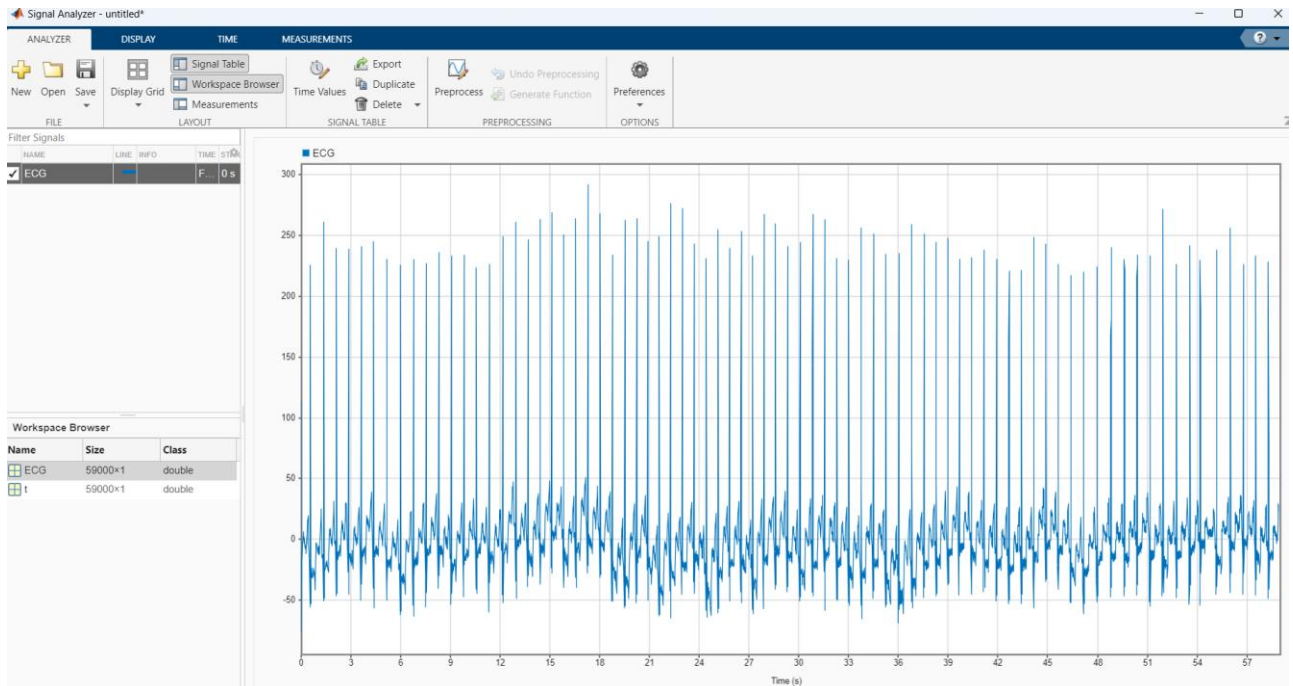 Signal Analyzer - untitled*
ANALYZER DISPLAY TIME MEASUREMENTS
New Open Save
Display Grid
Signal Table
Workspace Browser
Measurements
Time Values
Export
Duplicate
Delete
Preprocess
Undo Preprocessing
Generate Function
Preferences
FILE LAYOUT SIGNAL TABLE PREPROCESSING OPTIONS
Filter Signals
NAME LINE INFO TIME
ECG F... 0 s
Workspace Browser
Name Size Class
ECG 59000×1 double
t 59000×1 double
ECG
300
250
200
150
100
50
0
-50
0 3 6 9 12 15 18 21 24 27 30 33 36 39 42 45 48 51 54 57
Time (s)